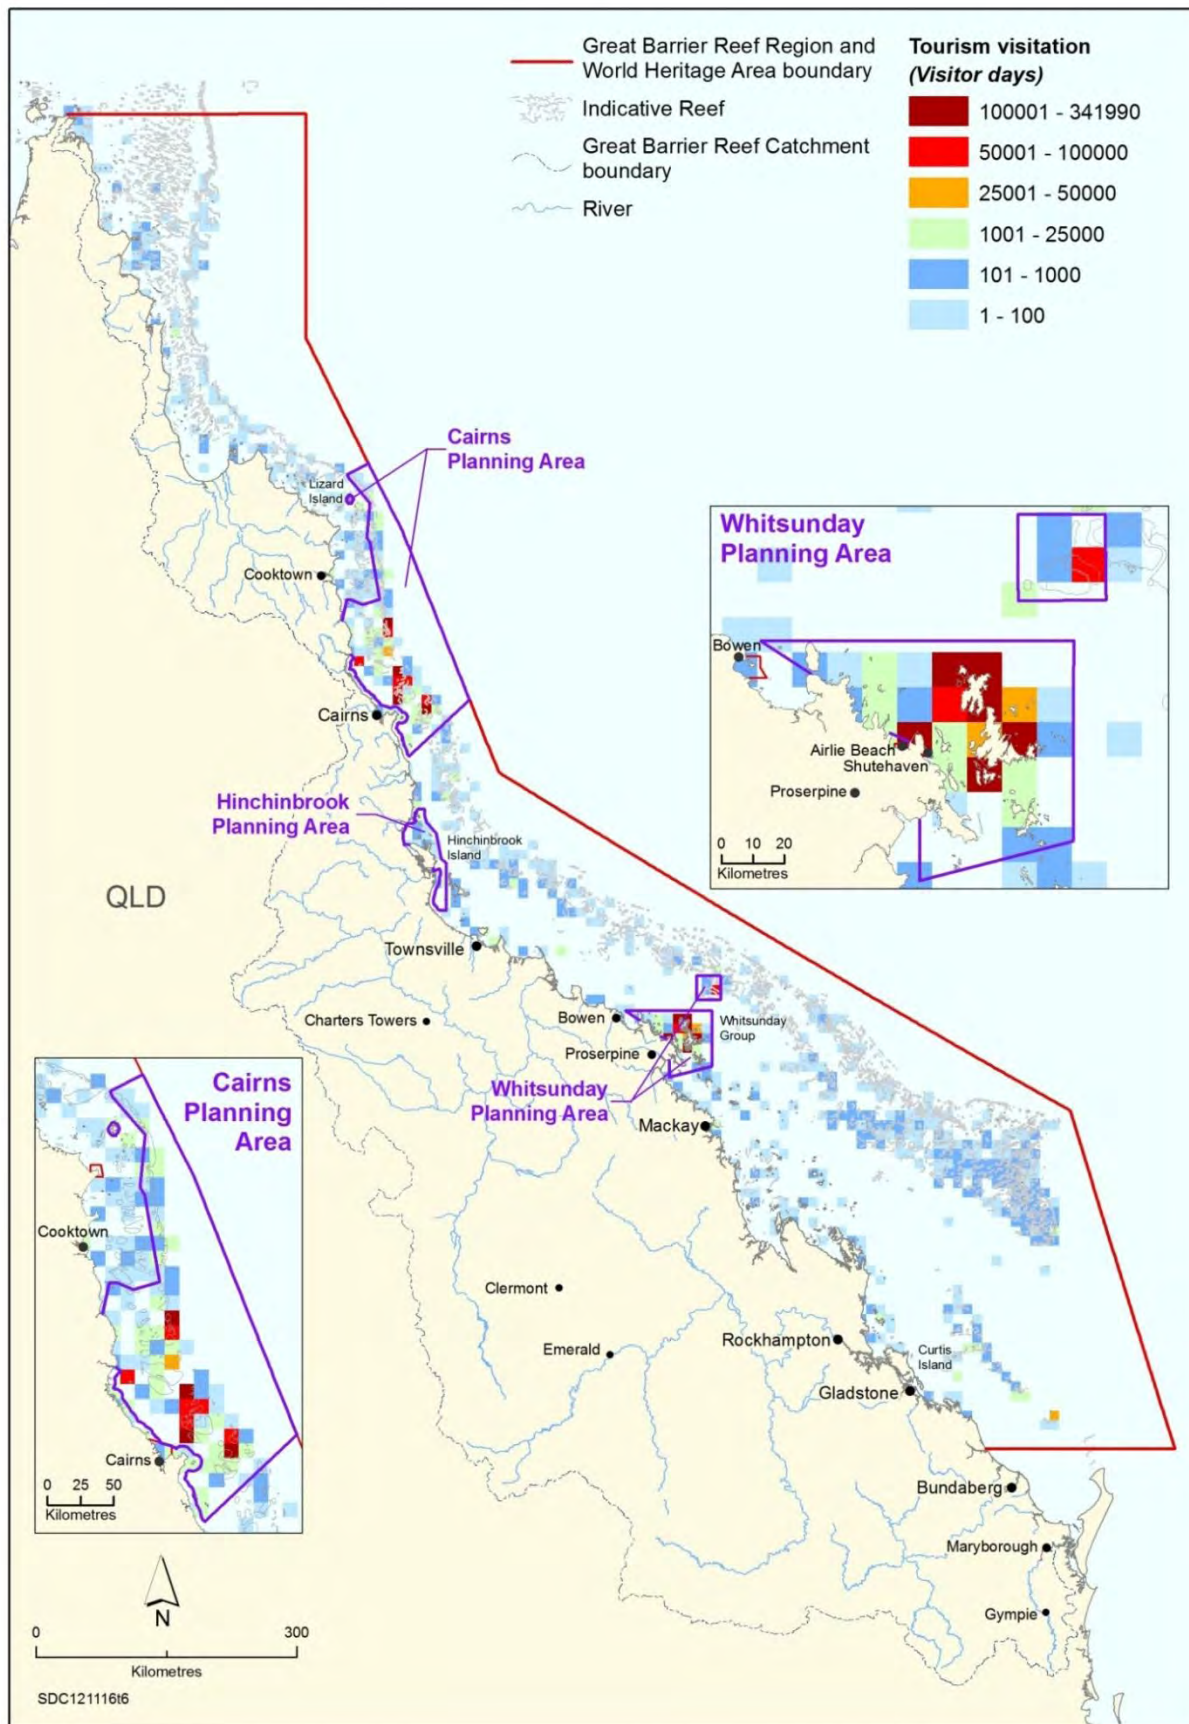 Great Barrier Reef Region and
World Heritage Area boundary
Indicative Reef
Great Barrier Reef Catchment
boundary
River
Tourism visitation
(Visitor days)
100001 - 341990
50001 - 100000
25001 - 50000
1001 - 25000
101 - 1000
1 - 100
Cairns
Planning Area
Lizard
Island
Cooktown
Cairns
Hinchinbrook
Planning Area
Hinchinbrook
Island
QLD
Townsville
Charters Towers
Bowen
Proserpine
Whitsunday
Group
Whitsunday
Planning Area
Mackay
Clermont
Emerald
Rockhampton
Curtis
Island
Gladstone
Bundaberg
Maryborough
Gympie
Whitsunday
Planning Area
Bowen
Airlie Beach
Shutehaven
Proserpine
0 10 20
Kilometres
Cairns
Planning
Area
Cooktown
Cairns
0 25 50
Kilometres
N
0 300
Kilometres
SDC121116t6